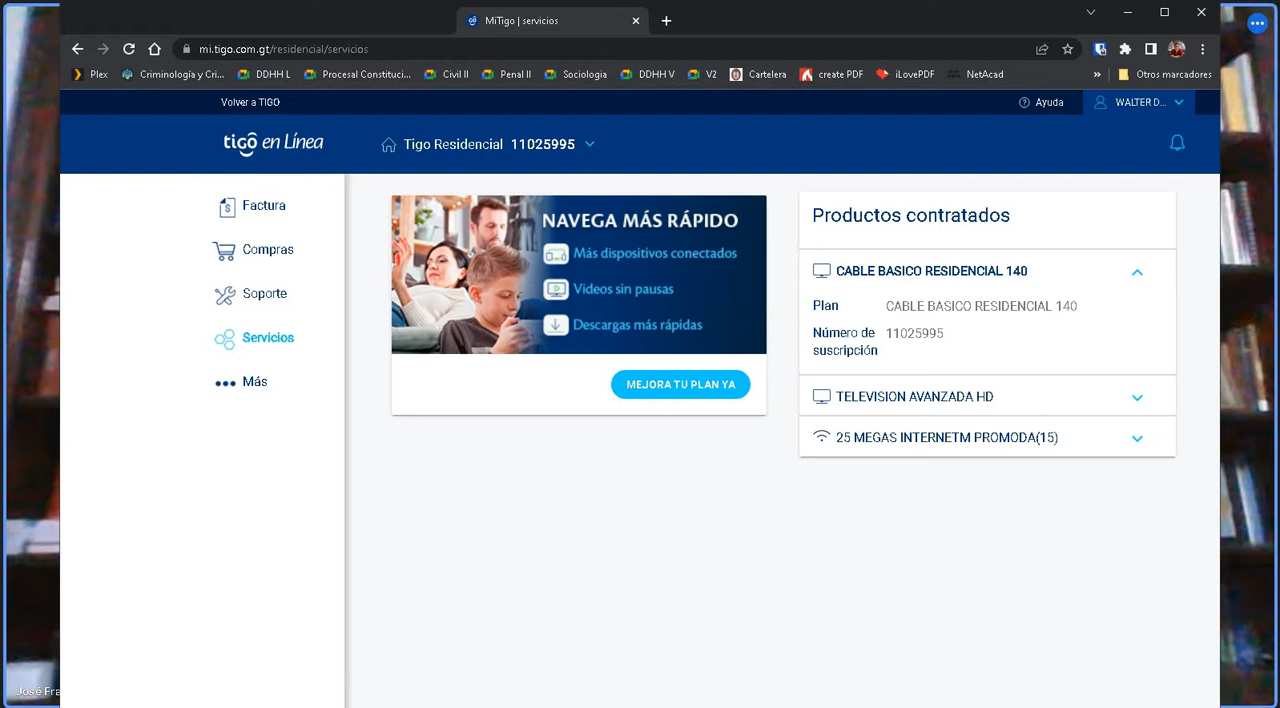 MiTigo | servicios
mi.tigo.com.gt/residencial/servicios
Plex Criminología y Cri... DDHH L Procesal Constituci... Civil II Penal II Sociologia DDHH V V2 Cartelera create PDF iLovePDF NetAcad » Otros marcadores
Volver a TIGO Ayuda WALTER D...
tigo en Línea Tigo Residencial 11025995
Factura
Compras
Soporte
Servicios
Más
NAVEGA MÁS RÁPIDO
Más dispositivos conectados
Videos sin pausas
Descargas más rápidas
MEJORA TU PLAN YA
Productos contratados
CABLE BASICO RESIDENCIAL 140
Plan CABLE BASICO RESIDENCIAL 140
Número de 11025995
suscripción
TELEVISION AVANZADA HD
25 MEGAS INTERNETM PROMODA(15)
José Fra